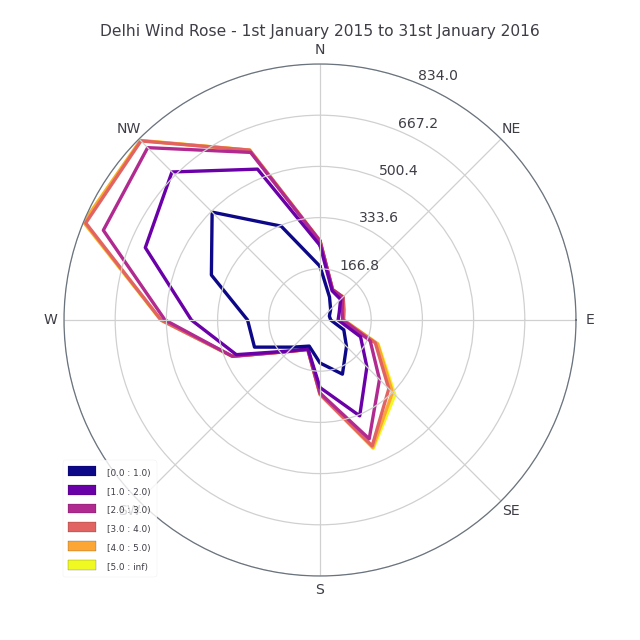 Delhi Wind Rose - 1st January 2015 to 31st January 2016
N
834.0
NW
NE
667.2
500.4
333.6
166.8
W
E
[0.0 : 1.0)
[1.0 : 2.0)
[2.0 : 3.0)
[3.0 : 4.0)
[4.0 : 5.0)
[5.0 : inf)
SE
S